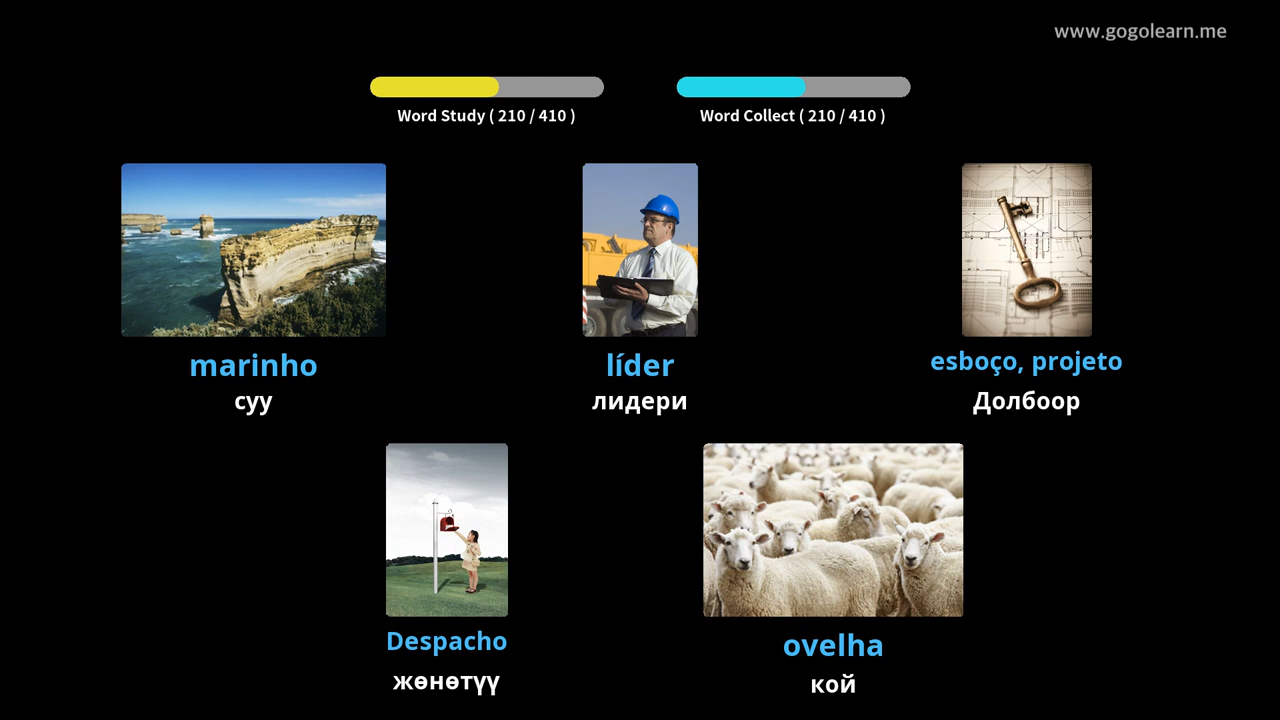 www.gogolearn.me
Word Study ( 210 / 410 )
Word Collect ( 210 / 410 )
marinho
суу
líder
лидери
esboço, projeto
Долбоор
Despacho
жөнөтүү
ovelha
кой